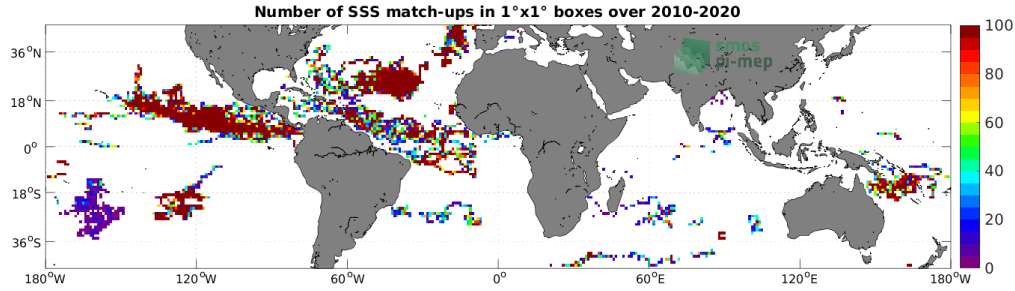 Number of SSS match-ups in 1°x1° boxes over 2010-2020
smos
pi-mep
36°N
18°N
0°
18°S
36°S
180°W
120°W
60°W
0°
60°E
120°E
180°W
100
80
60
40
20
0